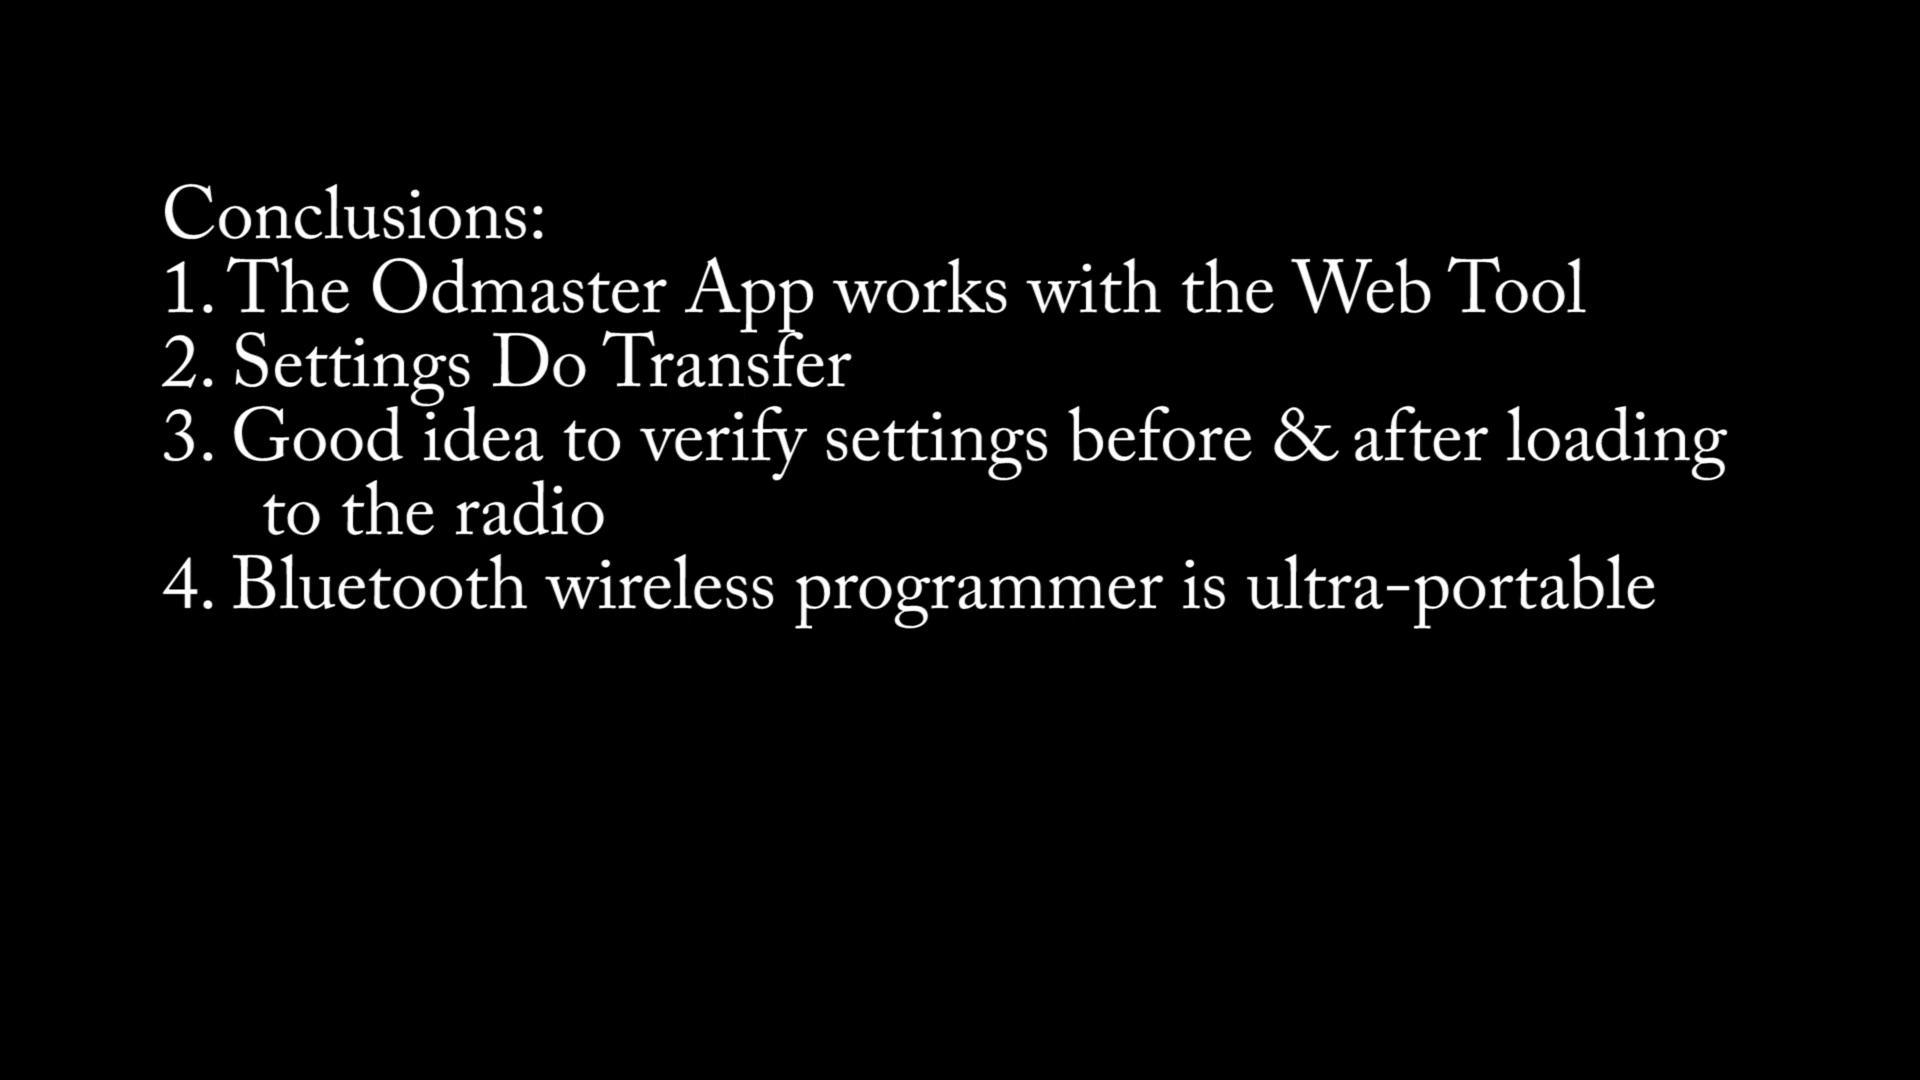 Conclusions:
1. The Odmaster App works with the Web Tool
2. Settings Do Transfer
3. Good idea to verify settings before & after loading
to the radio
4. Bluetooth wireless programmer is ultra-portable